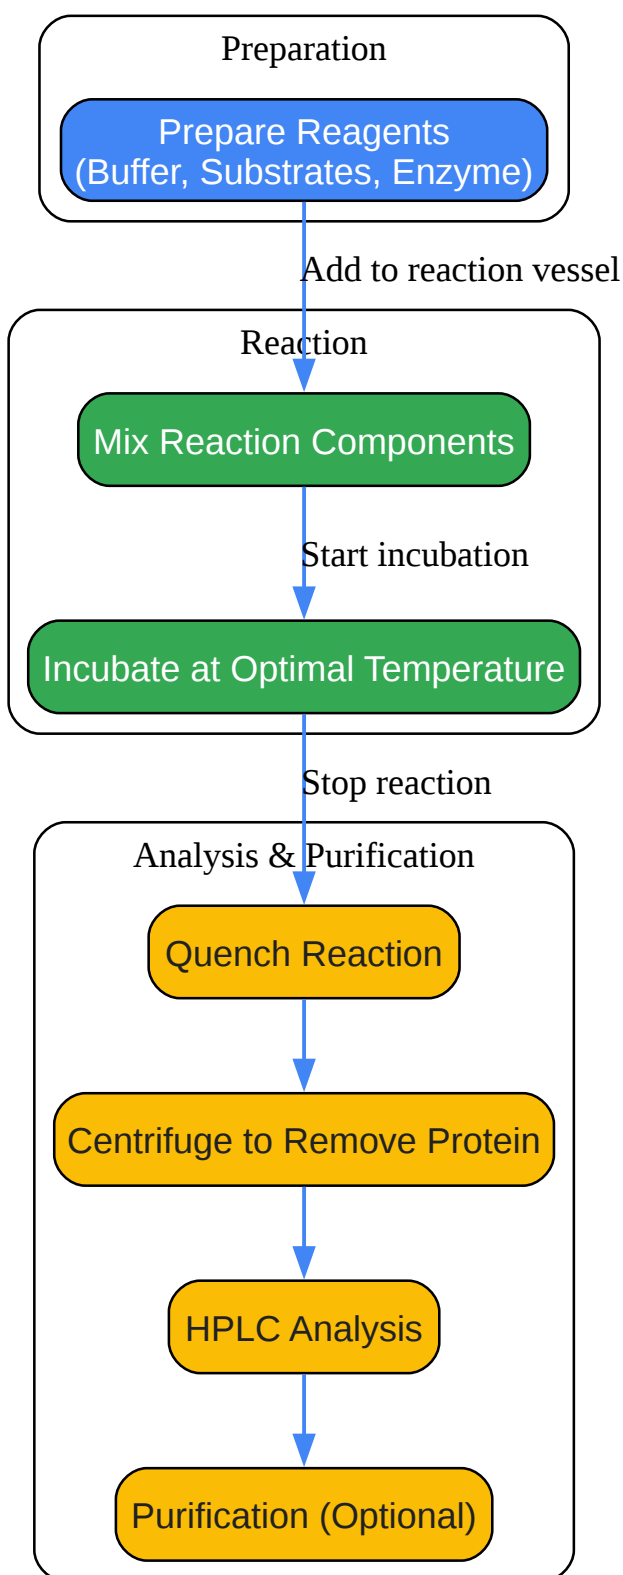 Preparation
Prepare Reagents
(Buffer, Substrates, Enzyme)
Add to reaction vessel
Reaction
Mix Reaction Components
Start incubation
Incubate at Optimal Temperature
Stop reaction
Analysis & Purification
Quench Reaction
Centrifuge to Remove Protein
HPLC Analysis
Purification (Optional)